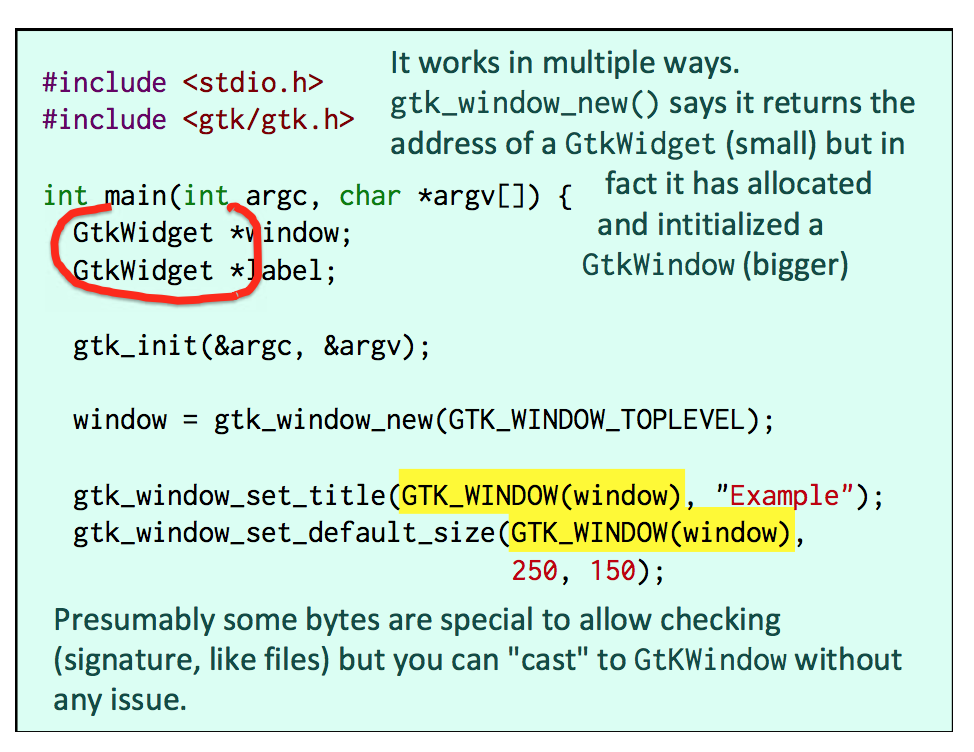 #include <stdio.h>
#include <gtk/gtk.h>
It works in multiple ways.
gtk_window_new() says it returns the
address of a GtkWidget (small) but in
fact it has allocated
and intitialized a
GtkWindow (bigger)
int main(int argc, char *argv[]) {
GtkWidget *window;
GtkWidget *label;
gtk_init(&argc, &argv);
window = gtk_window_new(GTK_WINDOW_TOPLEVEL);
gtk_window_set_title(GTK_WINDOW(window), "Example");
gtk_window_set_default_size(GTK_WINDOW(window),
250, 150);
Presumably some bytes are special to allow checking
(signature, like files) but you can "cast" to GtKWindow without
any issue.